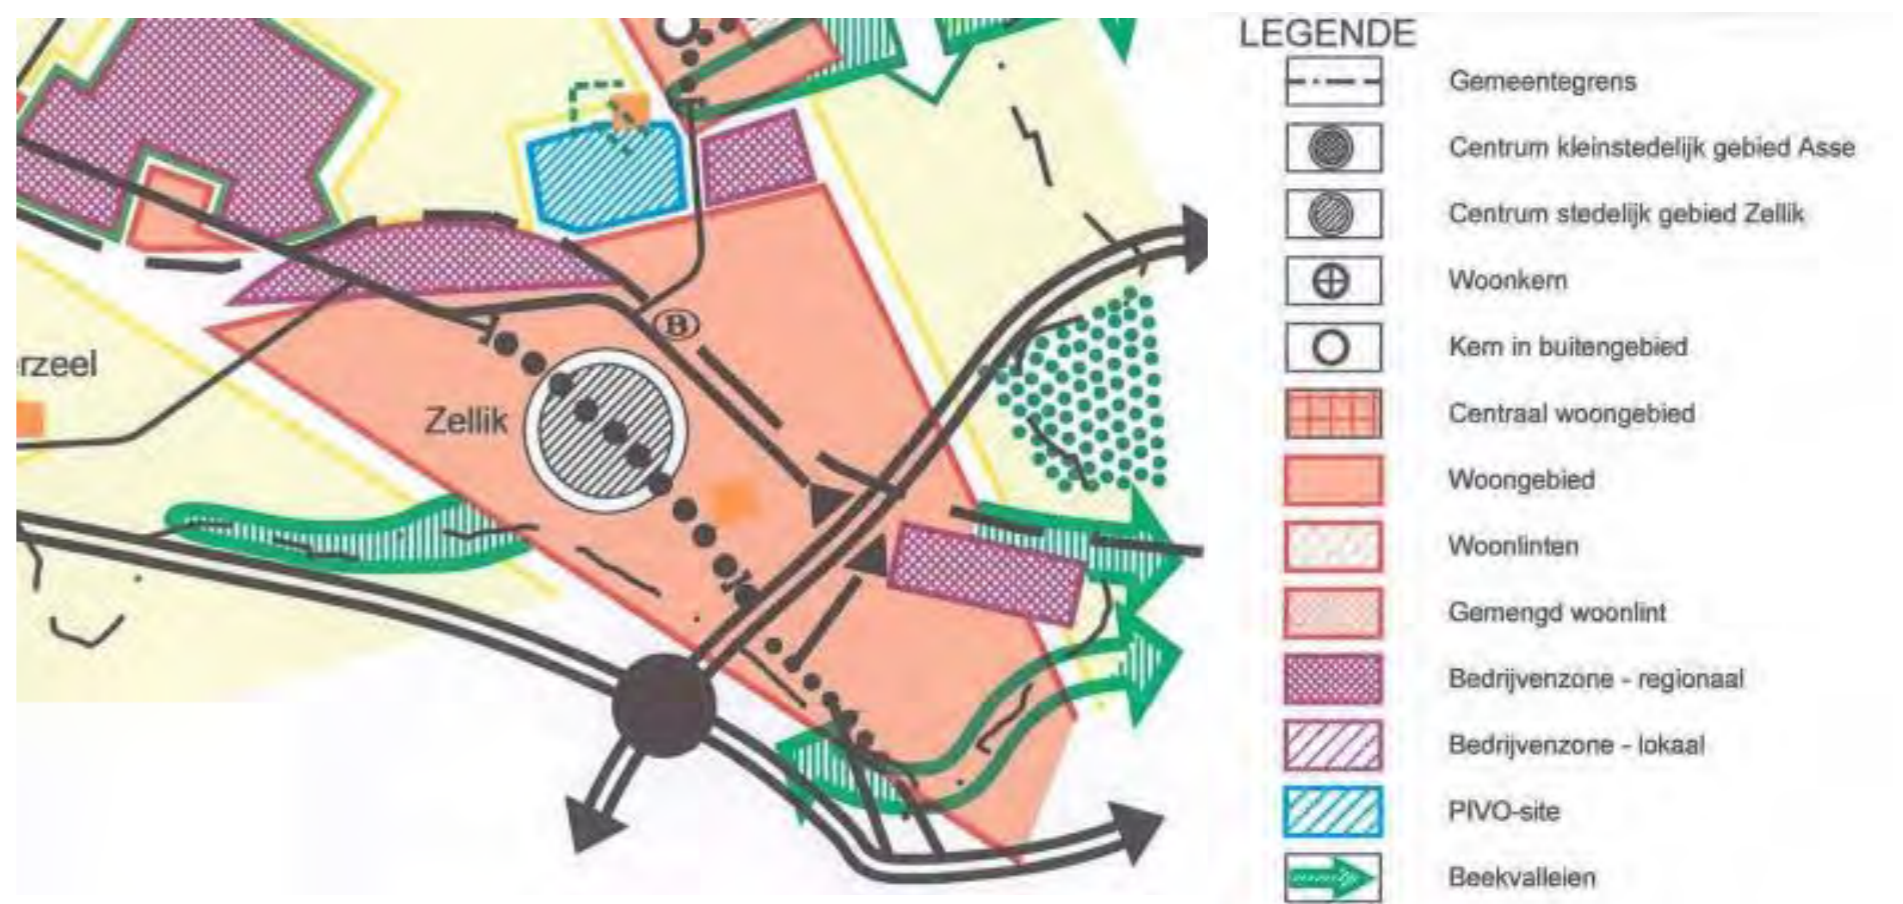 rzeel
Zellik
B
LEGENDE
Gemeentegrens
Centrum kleinstedelijk gebied Asse
Centrum stedelijk gebied Zellik
Woonkern
Kern in buitengebied
Centraal woongebied
Woongebied
Woonlinten
Gemengd woonlint
Bedrijvenzone - regionaal
Bedrijvenzone - lokaal
PIVO-site
Beekvalleien